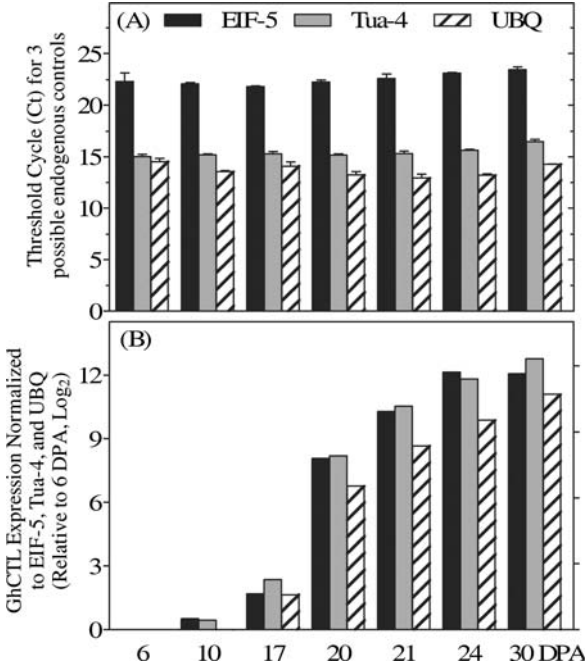 (A) EIF-5 Tua-4 UBQ
Threshold Cycle (Ct) for 3
possible endogenous controls
25
20
15
10
5
0
(B)
GhCTL Expression Normalized
to EIF-5, Tua-4, and UBQ
(Relative to 6 DPA, Log₂)
12
9
6
3
0
6 10 17 20 21 24 30 DPA